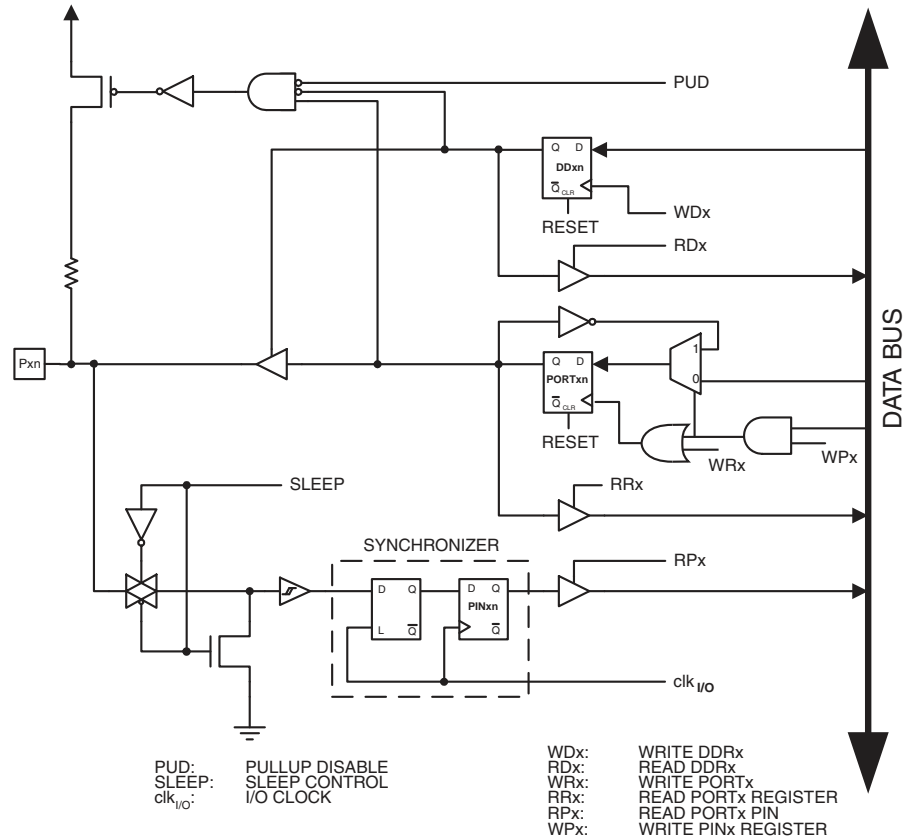 PUD
Q D
DDxn
Q CLR
WDx
RESET
RDx
DATA BUS
Pxn
Q D
PORTxn
Q CLR
1
0
RESET
WRx
WPx
SLEEP
RRx
SYNCHRONIZER
RPx
D Q
L Q
D Q
PINxn
Q
clk I/O
PUD: PULLUP DISABLE
SLEEP: SLEEP CONTROL
clkI/O: I/O CLOCK
WDx: WRITE DDRx
RDx: READ DDRx
WRx: WRITE PORTx
RRx: READ PORTx REGISTER
RPx: READ PORTx PIN
WPx: WRITE PINx REGISTER